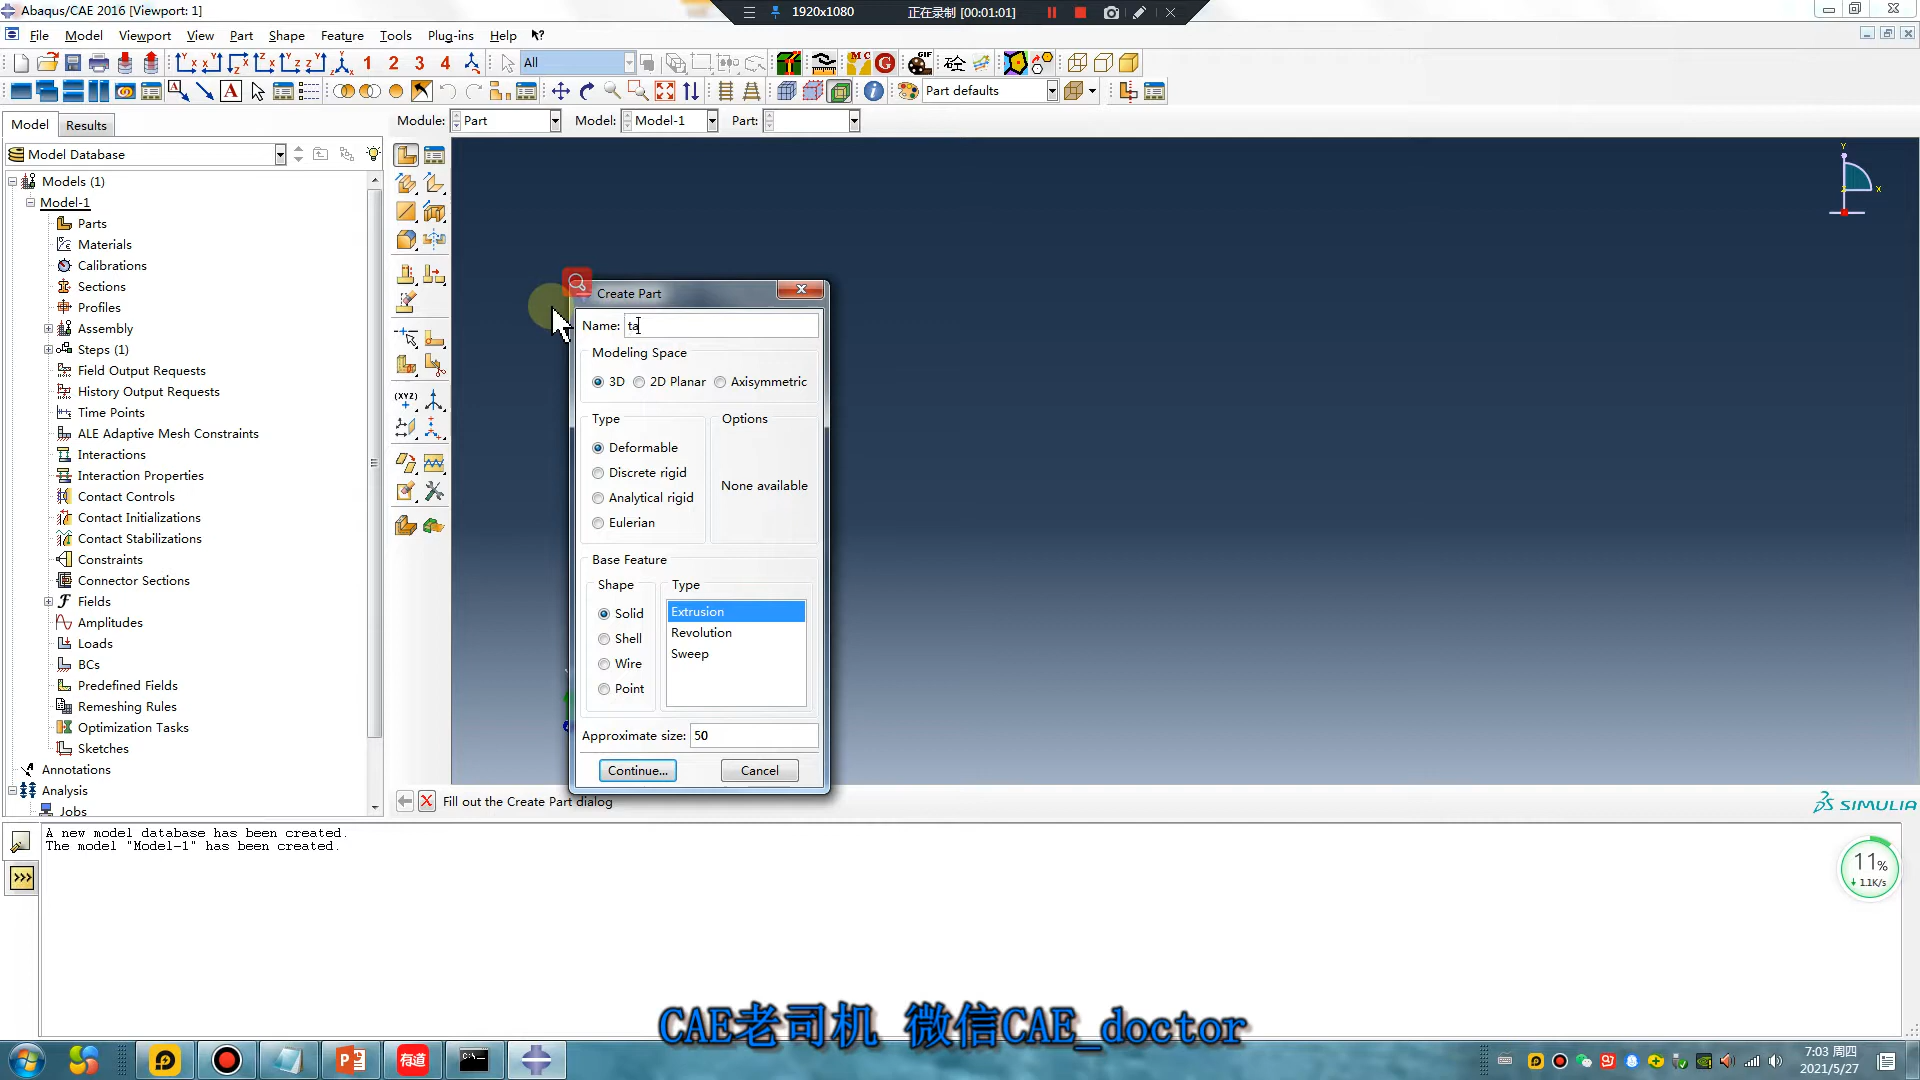 Abaqus/CAE 2016 [Viewport: 1]
1920x1080
正在录制 [00:01:01]
File
Model
Viewport
View
Part
Shape
Feature
Tools
Plug-ins
Help
1
2
3
4
All
GIF
Part defaults
Model
Results
Module:
Part
Model:
Model-1
Part:
Model Database
Models (1)
Model-1
Parts
Materials
Calibrations
Sections
Profiles
Assembly
Steps (1)
Field Output Requests
History Output Requests
Time Points
ALE Adaptive Mesh Constraints
Interactions
Interaction Properties
Contact Controls
Contact Initializations
Contact Stabilizations
Constraints
Connector Sections
Fields
Amplitudes
Loads
BCs
Predefined Fields
Remeshing Rules
Optimization Tasks
Sketches
Annotations
Analysis
Jobs
(XYZ)
Y
X
Create Part
Name: ta
Modeling Space
3D
2D Planar
Axisymmetric
Type
Options
Deformable
Discrete rigid
Analytical rigid
Eulerian
None available
Base Feature
Shape
Type
Solid
Shell
Wire
Point
Extrusion
Revolution
Sweep
Approximate size: 50
Continue...
Cancel
Fill out the Create Part dialog
SIMULIA
A new model database has been created.
The model "Model-1" has been created.
11%
1.1K/s
CAE老司机 微信CAE_doctor
有道
7:03 周四
2021/5/27